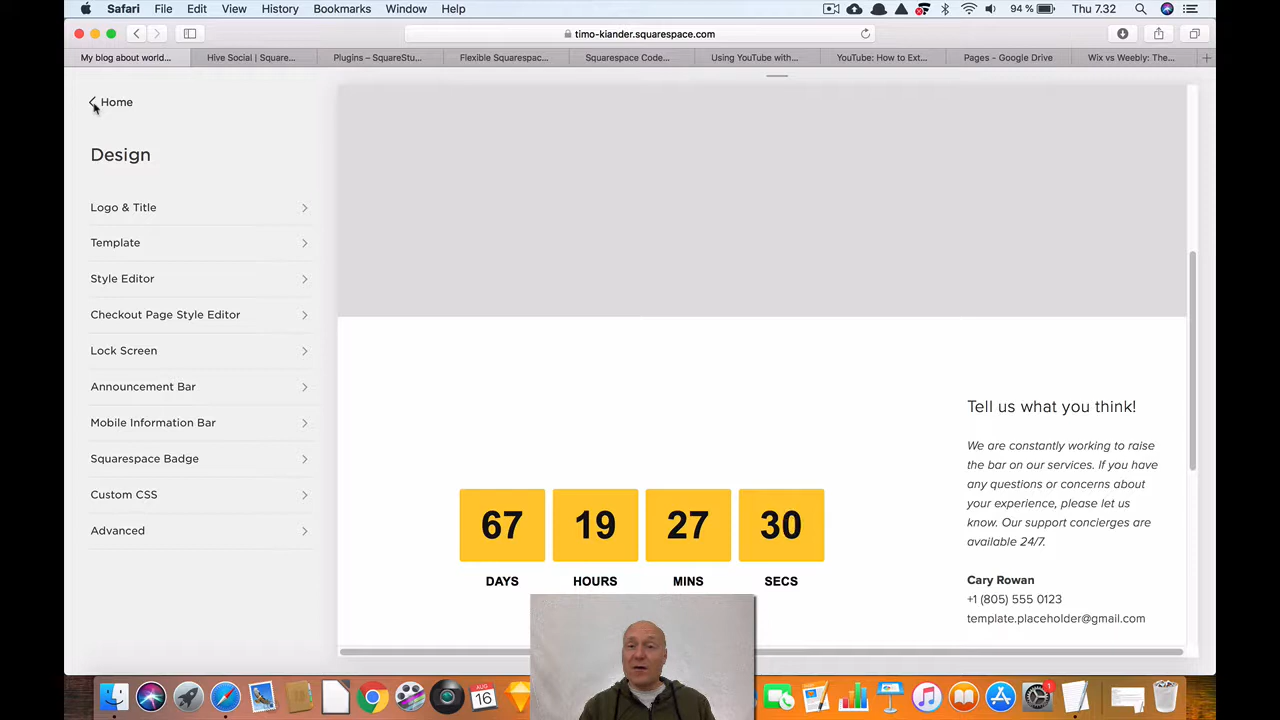 Safari File Edit View History Bookmarks Window Help 94 % Thu 7.32
timo-kiander.squarespace.com
My blog about world... Hive Social | Square... Plugins – SquareStu... Flexible Squarespac... Squarespace Code... Using YouTube with... YouTube: How to Ext... Pages - Google Drive Wix vs Weebly: The...
Home
Design
Logo & Title
Template
Style Editor
Checkout Page Style Editor
Lock Screen
Announcement Bar
Mobile Information Bar
Squarespace Badge
Custom CSS
Advanced
67 19 27 30
DAYS HOURS MINS SECS
Tell us what you think!
We are constantly working to raise
the bar on our services. If you have
any questions or concerns about
your experience, please let us
know. Our support concierges are
available 24/7.
Cary Rowan
+1 (805) 555 0123
template.placeholder@gmail.com
AUG
16
1